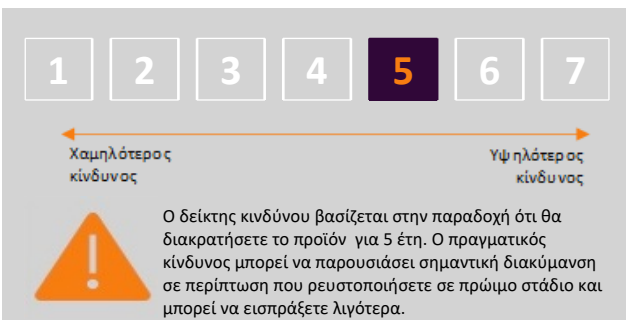 1 2 3 4 5 6 7
Χαμηλότερος Υψηλότερος
κίνδυνος κίνδυνος
Ο δείκτης κινδύνου βασίζεται στην παραδοχή ότι θα
διακρατήσετε το προϊόν για 5 έτη. Ο πραγματικός
κίνδυνος μπορεί να παρουσιάσει σημαντική διακύμανση
σε περίπτωση που ρευστοποιήσετε σε πρώιμο στάδιο και
μπορεί να εισπράξετε λιγότερα.